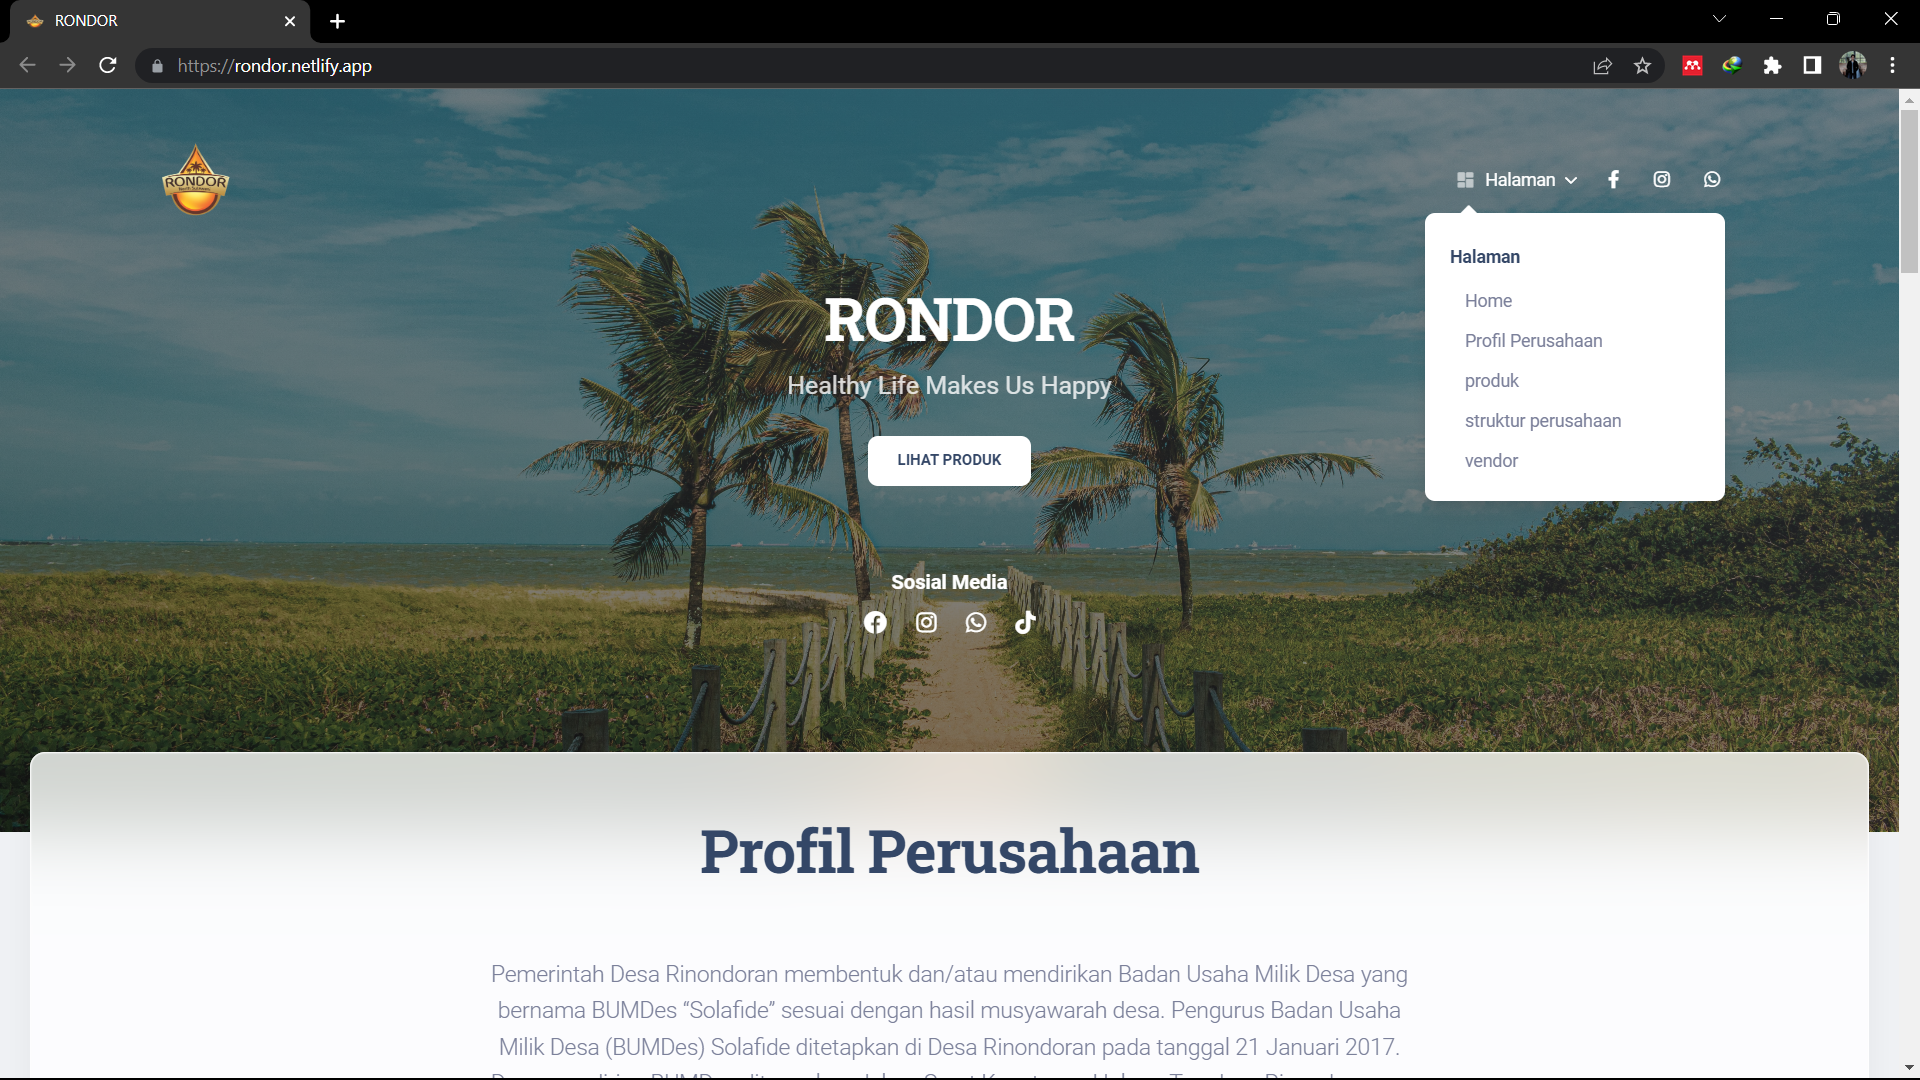 RONDOR
https://rondor.netlify.app
RONDOR
Halaman
Halaman
Home
Profil Perusahaan
produk
struktur perusahaan
vendor
RONDOR
Healthy Life Makes Us Happy
LIHAT PRODUK
Sosial Media
Profil Perusahaan
Pemerintah Desa Rinondoran membentuk dan/atau mendirikan Badan Usaha Milik Desa yang
bernama BUMDes “Solafide” sesuai dengan hasil musyawarah desa. Pengurus Badan Usaha
Milik Desa (BUMDes) Solafide ditetapkan di Desa Rinondoran pada tanggal 21 Januari 2017.